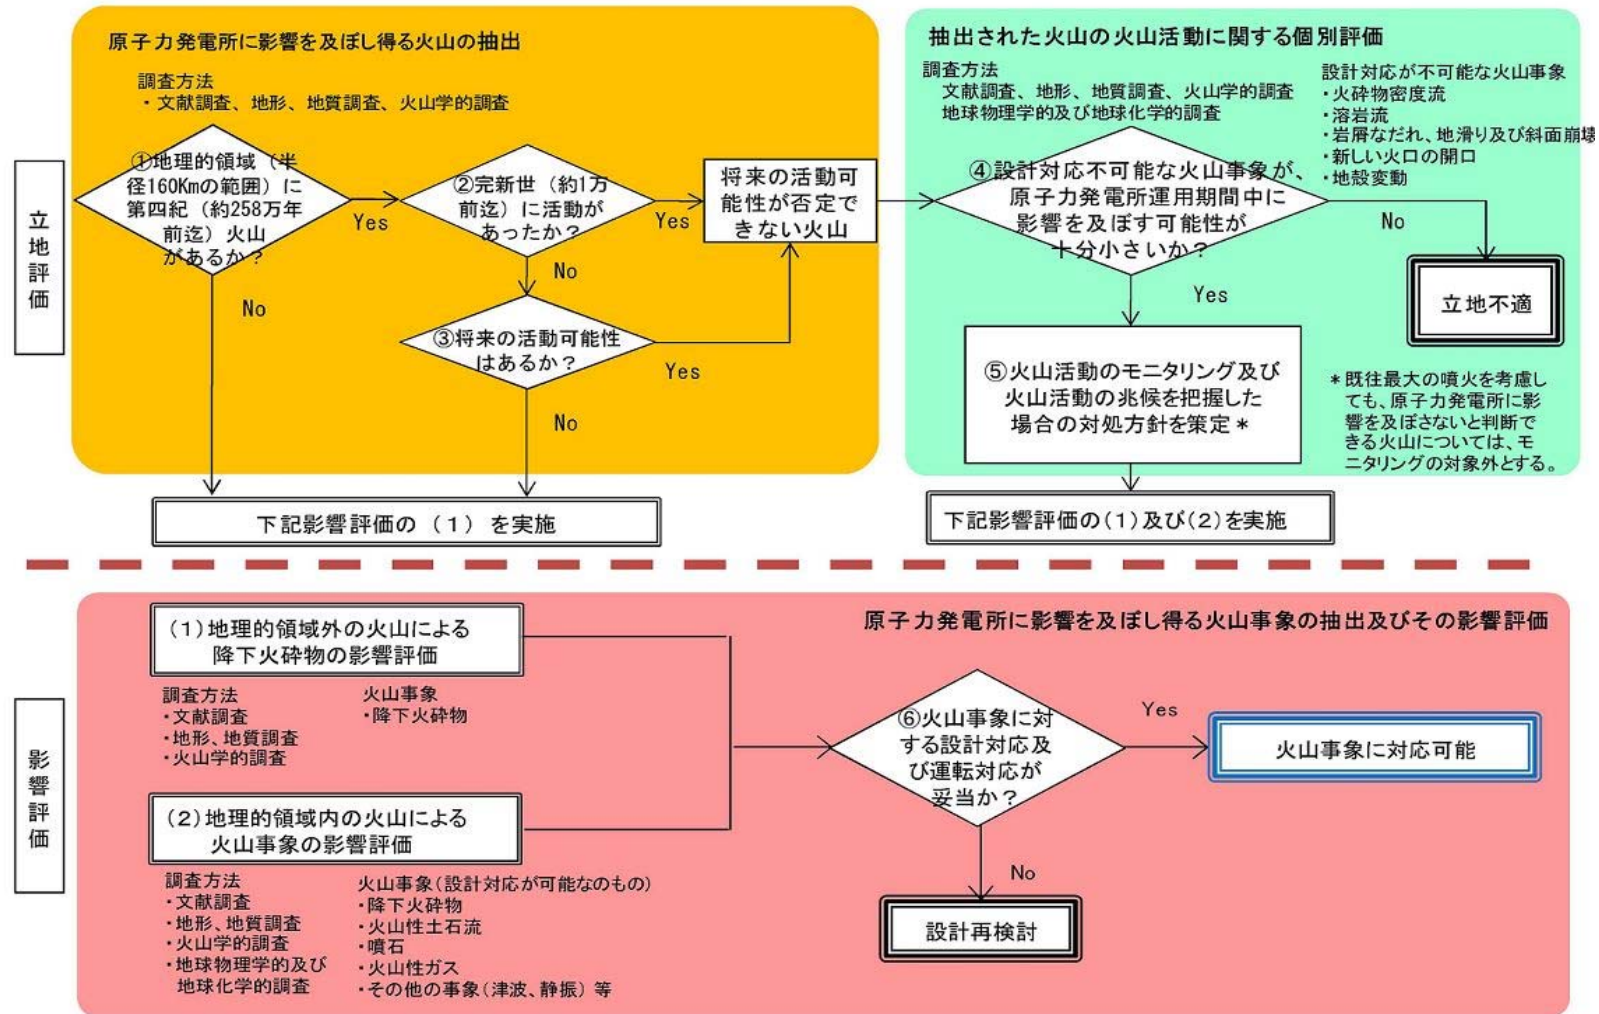 原子力発電所に影響を及ぼし得る火山の抽出
調査方法
・文献調査、地形、地質調査、火山学的調査
立地評価
①地理的領域（半
径160Kmの範囲）に
第四紀（約258万年
前迄）火山
があるか？
Yes
No
②完新世（約1万
前迄）に活動が
あったか？
Yes
No
③将来の活動可能性
はあるか？
Yes
No
将来の活動可
能性が否定で
きない火山
下記影響評価の（1）を実施
抽出された火山の火山活動に関する個別評価
調査方法
文献調査、地形、地質調査、火山学的調査
地球物理学的及び地球化学的調査
設計対応が不可能な火山事象
・火砕物密度流
・溶岩流
・岩屑なだれ、地滑り及び斜面崩壊
・新しい火口の開口
・地殻変動
④設計対応不可能な火山事象が、
原子力発電所運用期間中に
影響を及ぼす可能性が
十分小さいか？
No
Yes
立地不適
⑤火山活動のモニタリング及び
火山活動の兆候を把握した
場合の対処方針を策定＊
＊既往最大の噴火を考慮し
ても、原子力発電所に影
響を及ぼさないと判断で
きる火山については、モ
ニタリングの対象外とする。
下記影響評価の(1)及び(2)を実施
影響評価
原子力発電所に影響を及ぼし得る火山事象の抽出及びその影響評価
(1)地理的領域外の火山による
降下火砕物の影響評価
調査方法
・文献調査
・地形、地質調査
・火山学的調査
火山事象
・降下火砕物
(2)地理的領域内の火山による
火山事象の影響評価
調査方法
・文献調査
・地形、地質調査
・火山学的調査
・地球物理学的及び
地球化学的調査
火山事象(設計対応が可能なのもの)
・降下火砕物
・火山性土石流
・噴石
・火山性ガス
・その他の事象(津波、静振)等
⑥火山事象に対
する設計対応及
び運転対応が
妥当か？
Yes
火山事象に対応可能
No
設計再検討